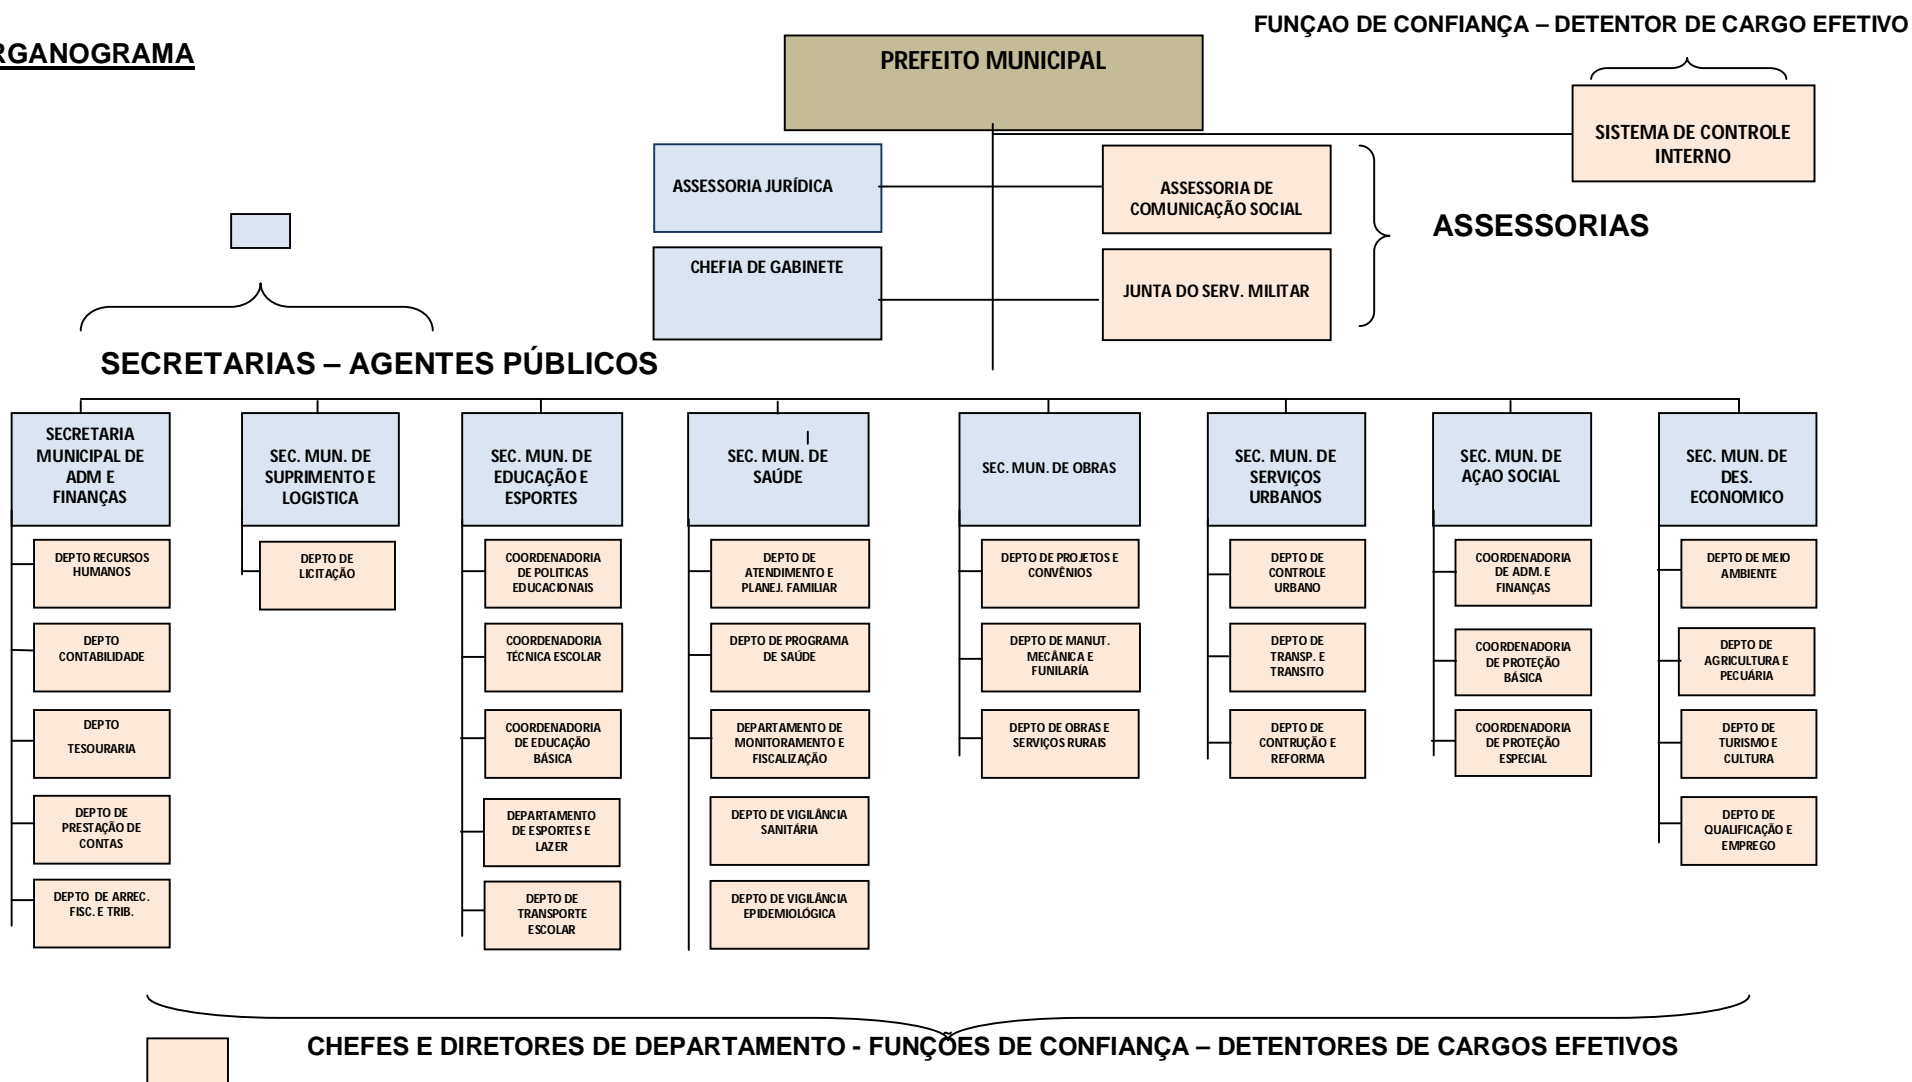 FUNÇAO DE CONFIANÇA – DETENTOR DE CARGO EFETIVO
RGANOGRAMA
PREFEITO MUNICIPAL
SISTEMA DE CONTROLE
INTERNO
ASSESSORIA JURÍDICA
ASSESSORIA DE
COMUNICAÇÃO SOCIAL
ASSESSORIAS
CHEFIA DE GABINETE
JUNTA DO SERV. MILITAR
SECRETARIAS – AGENTES PÚBLICOS
SECRETARIA
MUNICIPAL DE
ADM E
FINANÇAS
SEC. MUN. DE
SUPRIMENTO E
LOGISTICA
SEC. MUN. DE
EDUCAÇÃO E
ESPORTES
SEC. MUN. DE
SAÚDE
SEC. MUN. DE OBRAS
SEC. MUN. DE
SERVIÇOS
URBANOS
SEC. MUN. DE
AÇAO SOCIAL
SEC. MUN. DE
DES.
ECONOMICO
DEPTO RECURSOS
HUMANOS
DEPTO DE
LICITAÇÃO
COORDENADORIA
DE POLITICAS
EDUCACIONAIS
DEPTO DE
ATENDIMENTO E
PLANEJ. FAMILIAR
DEPTO DE PROJETOS E
CONVÊNIOS
DEPTO DE
CONTROLE
URBANO
COORDENADORIA
DE ADM. E
FINANÇAS
DEPTO DE MEIO
AMBIENTE
DEPTO
CONTABILIDADE
COORDENADORIA
TÉCNICA ESCOLAR
DEPTO DE PROGRAMA
DE SAÚDE
DEPTO DE MANUT.
MECÂNICA E
FUNILARÍA
DEPTO DE
TRANSP. E
TRANSITO
COORDENADORIA
DE PROTEÇÃO
BÁSICA
DEPTO DE
AGRICULTURA E
PECUÁRIA
DEPTO
TESOURARIA
COORDENADORIA
DE EDUCAÇÃO
BÁSICA
DEPARTAMENTO DE
MONITORAMENTO E
FISCALIZAÇÃO
DEPTO DE OBRAS E
SERVIÇOS RURAIS
DEPTO DE
CONTRUÇÃO E
REFORMA
COORDENADORIA
DE PROTEÇÃO
ESPECIAL
DEPTO DE
TURISMO E
CULTURA
DEPTO DE
PRESTAÇÃO DE
CONTAS
DEPARTAMENTO
DE ESPORTES E
LAZER
DEPTO DE VIGILÂNCIA
SANITÁRIA
DEPTO DE
QUALIFICAÇÃO E
EMPREGO
DEPTO DE ARREC.
FISC. E TRIB.
DEPTO DE
TRANSPORTE
ESCOLAR
DEPTO DE VIGILÂNCIA
EPIDEMIOLÓGICA
CHEFES E DIRETORES DE DEPARTAMENTO - FUNÇÕES DE CONFIANÇA – DETENTORES DE CARGOS EFETIVOS